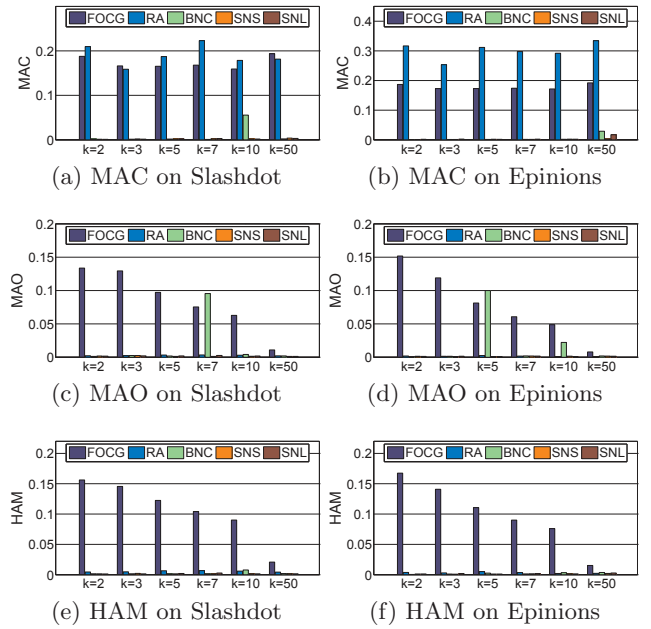 FOCG RA BNC SNS SNL
FOCG RA BNC SNS SNL
MAC
0.2
0.1
0
k=2 k=3 k=5 k=7 k=10 k=50
MAC
0.4
0.3
0.2
0.1
0
k=2 k=3 k=5 k=7 k=10 k=50
(a) MAC on Slashdot
(b) MAC on Epinions
FOCG RA BNC SNS SNL
MAO
0.2
0.15
0.1
0.05
0
k=2 k=3 k=5 k=7 k=10 k=50
FOCG RA BNC SNS SNL
MAO
0.2
0.15
0.1
0.05
0
k=2 k=3 k=5 k=7 k=10 k=50
(c) MAO on Slashdot
(d) MAO on Epinions
FOCG RA BNC SNS SNL
HAM
0.2
0.15
0.1
0.05
0
k=2 k=3 k=5 k=7 k=10 k=50
FOCG RA BNC SNS SNL
HAM
0.2
0.15
0.1
0.05
0
k=2 k=3 k=5 k=7 k=10 k=50
(e) HAM on Slashdot
(f) HAM on Epinions